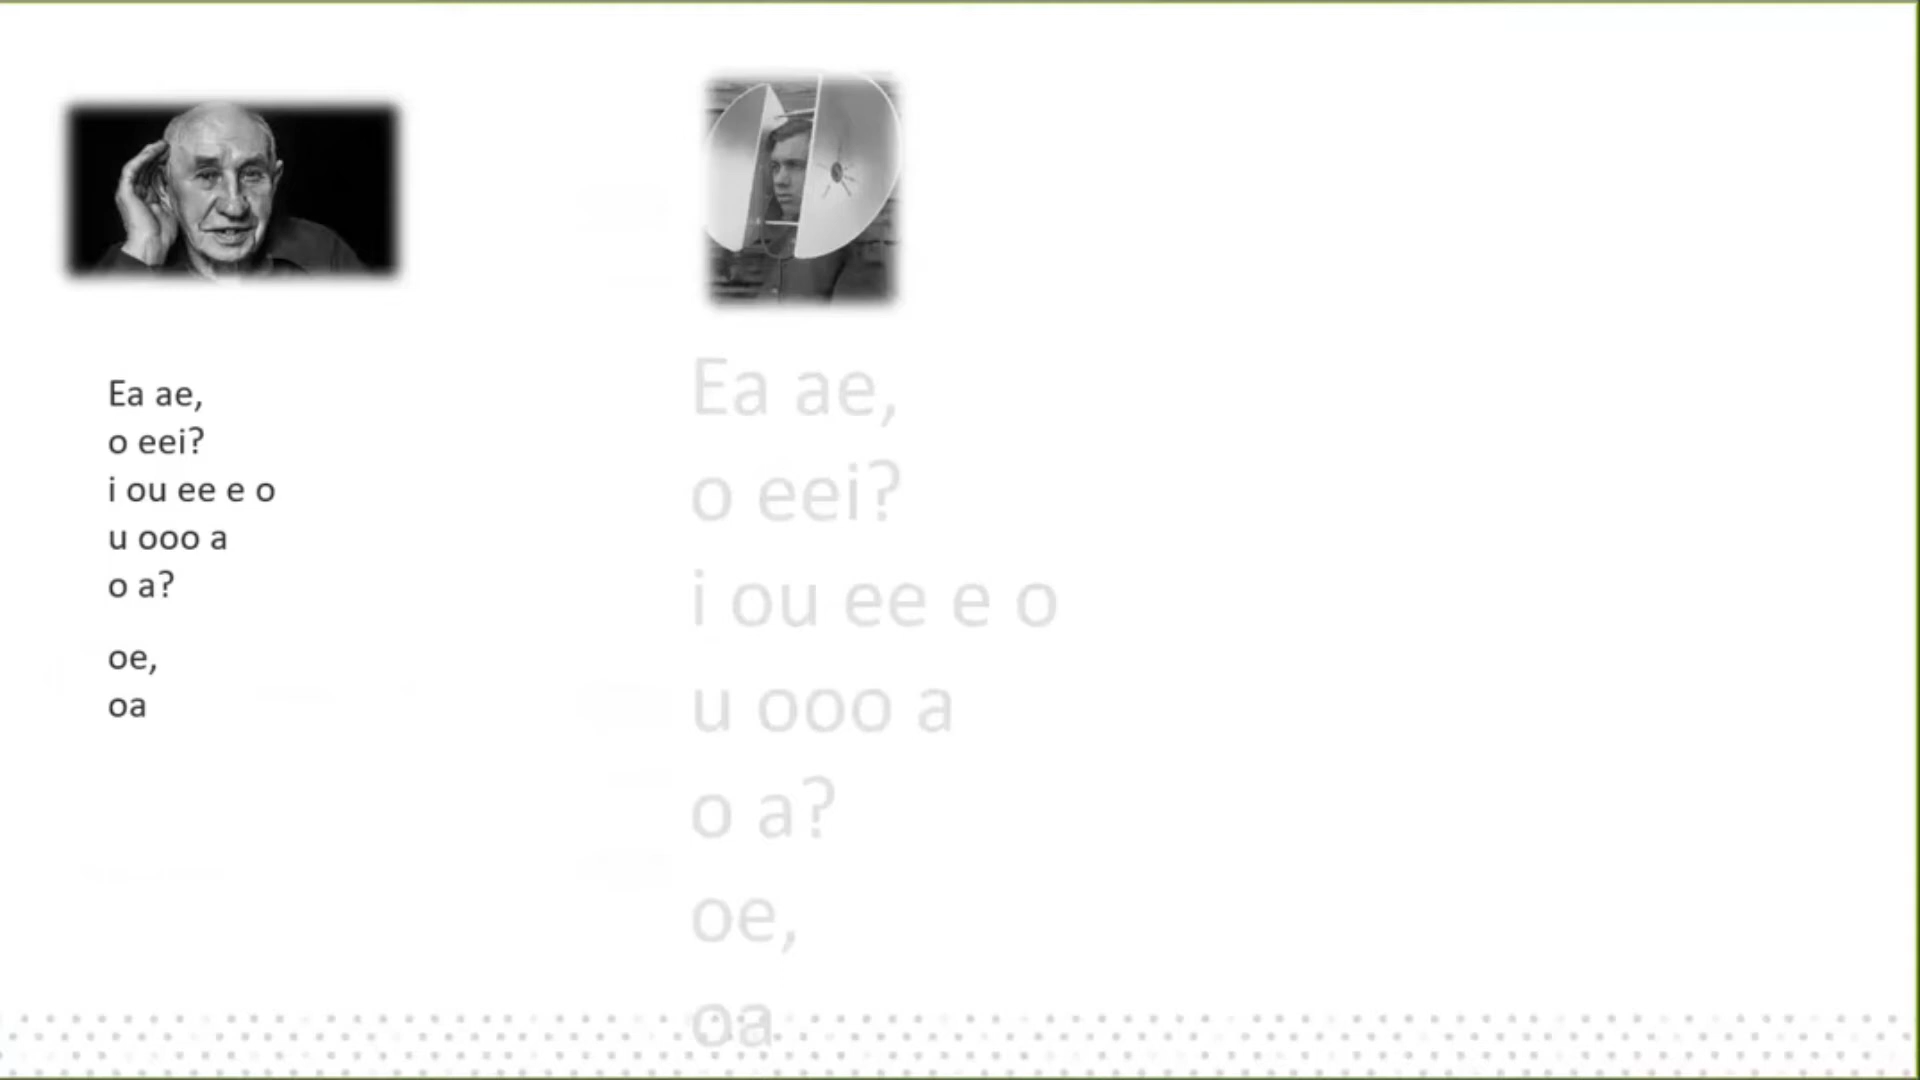 Ea ae,
o eei?
i ou ee e o
u ooo a
o a?
oe,
oa
Ea ae,
o eei?
i ou ee e o
u ooo a
o a?
oe,
oa